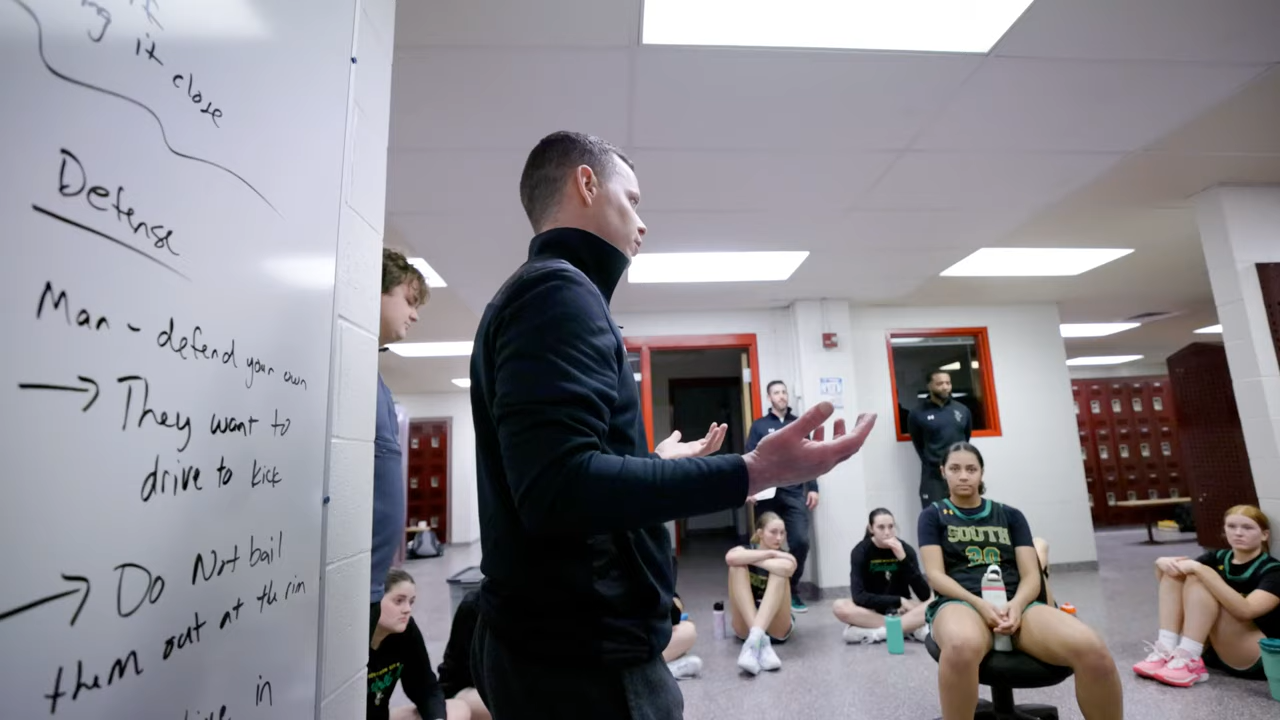 it close
Defense
Man - defend your own
→ They want to
drive to kick
→ Do Not bail
them out at the rim
in
SOUTH
30